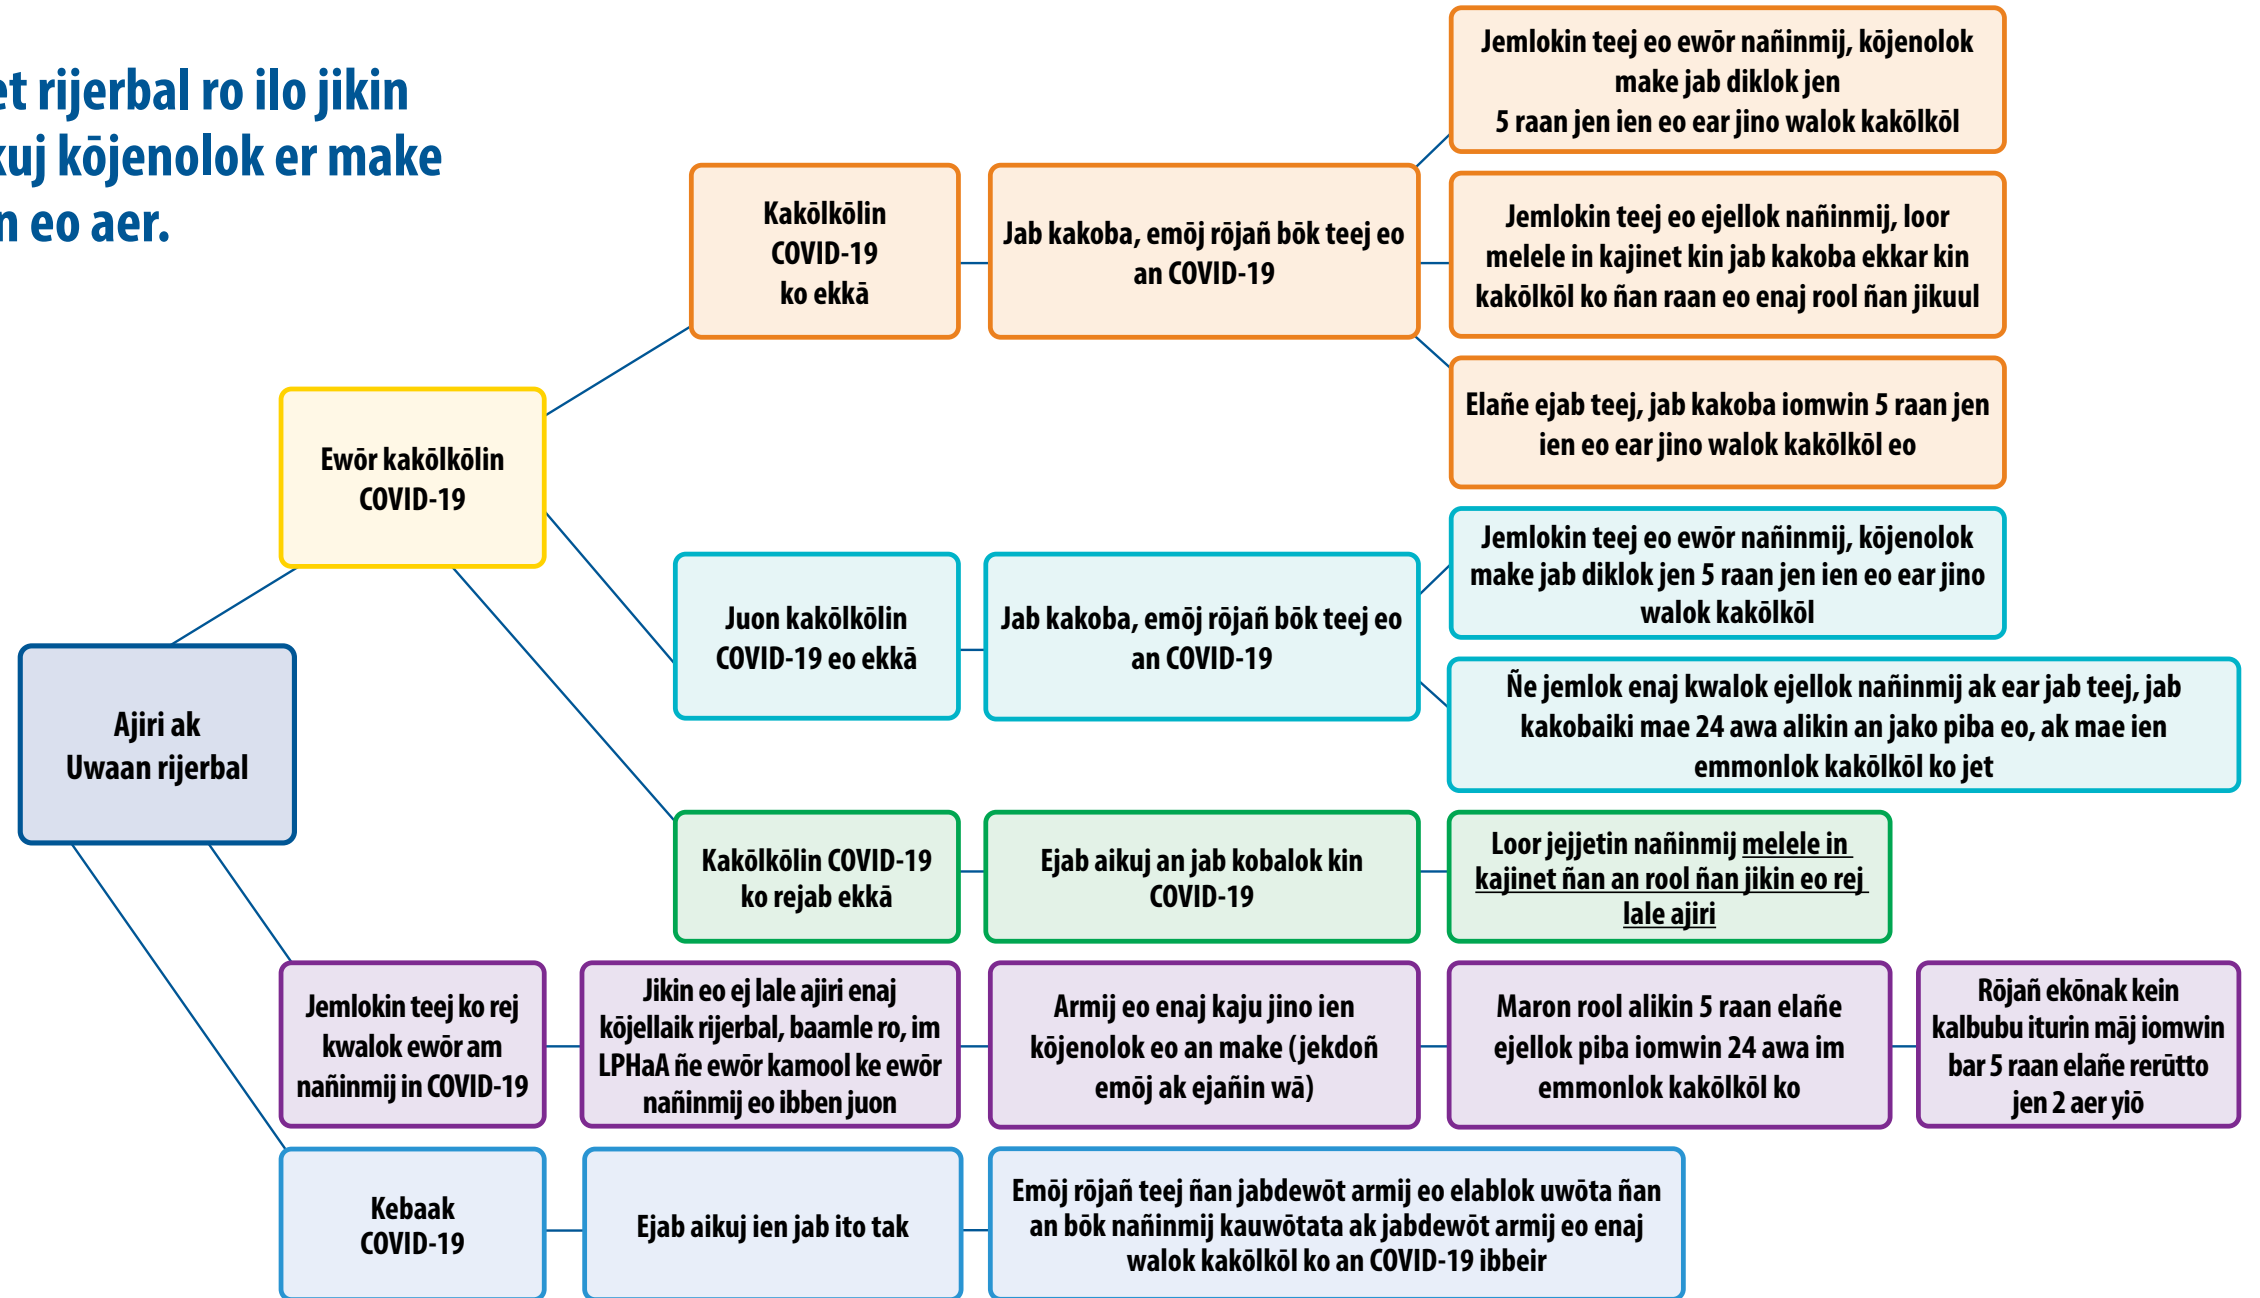 et rijerbal ro ilo jikin
kuj kōjenolok er make
n eo aer.
Ajiri ak
Uwaan rijerbal
Ewōr kakōlkōlin
COVID-19
Kakōlkōlin
COVID-19
ko ekkā
Jab kakoba, emōj rōjañ bōk teej eo
an COVID-19
Jemlokin teej eo ewōr nañinmij, kōjenolok
make jab diklok jen
5 raan jen ien eo ear jino walok kakōlkōl
Jemlokin teej eo ejellok nañinmij, loor
melele in kajinet kin jab kakoba ekkar kin
kakōlkōl ko ñan raan eo enaj rool ñan jikuul
Elañe ejab teej, jab kakoba iomwin 5 raan jen
ien eo ear jino walok kakōlkōl eo
Juon kakōlkōlin
COVID-19 eo ekkā
Jab kakoba, emōj rōjañ bōk teej eo
an COVID-19
Jemlokin teej eo ewōr nañinmij, kōjenolok
make jab diklok jen 5 raan jen ien eo ear jino
walok kakōlkōl
Ñe jemlok enaj kwalok ejellok nañinmij ak ear jab teej, jab
kakobaiki mae 24 awa alikin an jako piba eo, ak mae ien
emmonlok kakōlkōl ko jet
Kakōlkōlin COVID-19
ko rejab ekkā
Ejab aikuj an jab kobalok kin
COVID-19
Loor jejjetin nañinmij melele in
kajinet ñan an rool ñan jikin eo rej
lale ajiri
Jemlokin teej ko rej
kwalok ewōr am
nañinmij in COVID-19
Jikin eo ej lale ajiri enaj
kōjellaik rijerbal, baamle ro, im
LPHaA ñe ewōr kamool ke ewōr
nañinmij eo ibben juon
Armij eo enaj kaju jino ien
kōjenolok eo an make (jekdoñ
emōj ak ejañin wā)
Maron rool alikin 5 raan elañe
ejellok piba iomwin 24 awa im
emmonlok kakōlkōl ko
Rōjañ ekōnak kein
kalbubu iturin māj iomwin
bar 5 raan elañe rerūtto
jen 2 aer yiō
Kebaak
COVID-19
Ejab aikuj ien jab ito tak
Emōj rōjañ teej ñan jabdewōt armij eo elablok uwōta ñan
an bōk nañinmij kauwōtata ak jabdewōt armij eo enaj
walok kakōlkōl ko an COVID-19 ibbeir